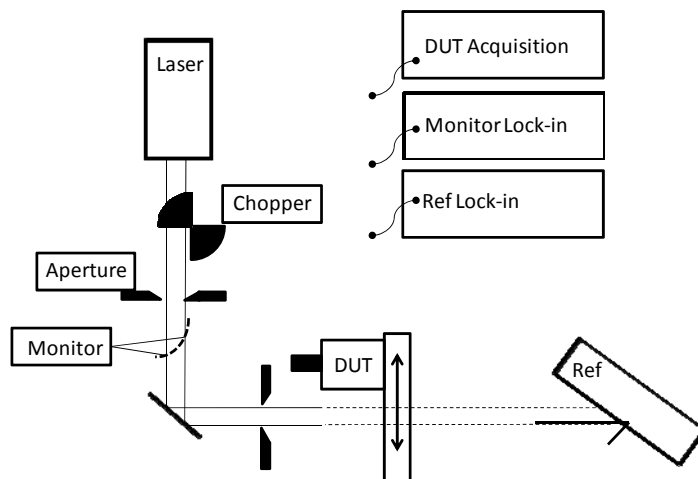 Laser
DUT Acquisition
Monitor Lock-in
Ref Lock-in
Chopper
Aperture
Monitor
DUT
Ref